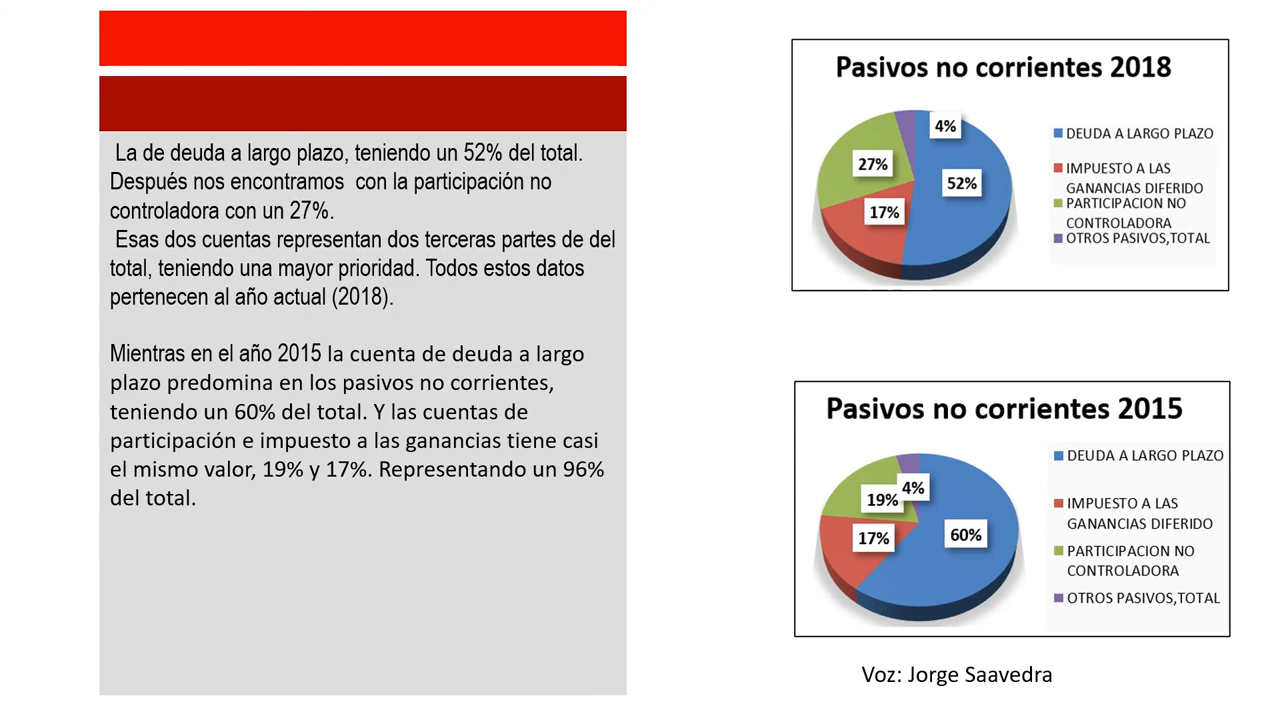 La de deuda a largo plazo, teniendo un 52% del total.
Después nos encontramos con la participación no
controladora con un 27%.
Esas dos cuentas representan dos terceras partes de del
total, teniendo una mayor prioridad. Todos estos datos
pertenecen al año actual (2018).
Mientras en el año 2015 la cuenta de deuda a largo
plazo predomina en los pasivos no corrientes,
teniendo un 60% del total. Y las cuentas de
participación e impuesto a las ganancias tiene casi
el mismo valor, 19% y 17%. Representando un 96%
del total.
Pasivos no corrientes 2018
4%
27%
52%
17%
DEUDA A LARGO PLAZO
IMPUESTO A LAS
GANANCIAS DIFERIDO
PARTICIPACION NO
CONTROLADORA
OTROS PASIVOS,TOTAL
Pasivos no corrientes 2015
4%
19%
60%
17%
DEUDA A LARGO PLAZO
IMPUESTO A LAS
GANANCIAS DIFERIDO
PARTICIPACION NO
CONTROLADORA
OTROS PASIVOS,TOTAL
Voz: Jorge Saavedra